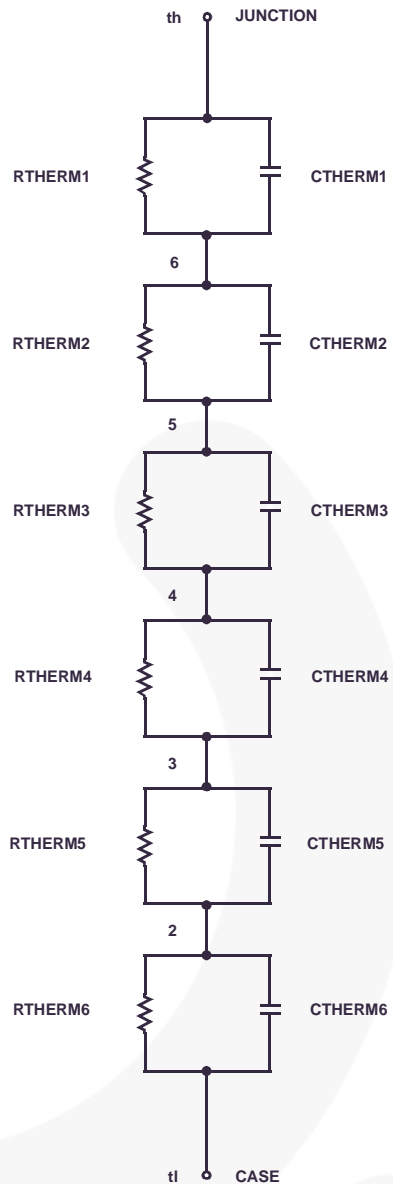 th JUNCTION
RTHERM1 CTHERM1
6
RTHERM2 CTHERM2
5
RTHERM3 CTHERM3
4
RTHERM4 CTHERM4
3
RTHERM5 CTHERM5
2
RTHERM6 CTHERM6
tl CASE